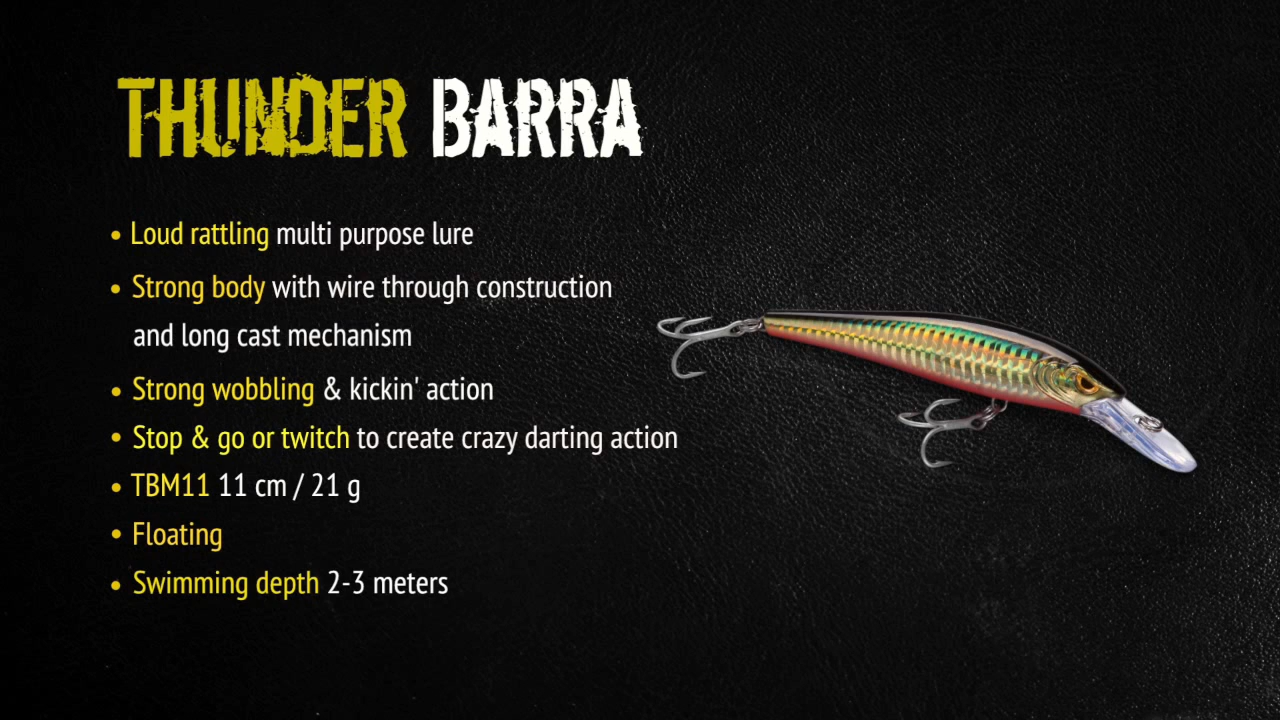 THUNDER BARRA
• Loud rattling multi purpose lure
• Strong body with wire through construction
and long cast mechanism
• Strong wobbling & kickin' action
• Stop & go or twitch to create crazy darting action
• TBM11 11 cm / 21 g
• Floating
• Swimming depth 2-3 meters